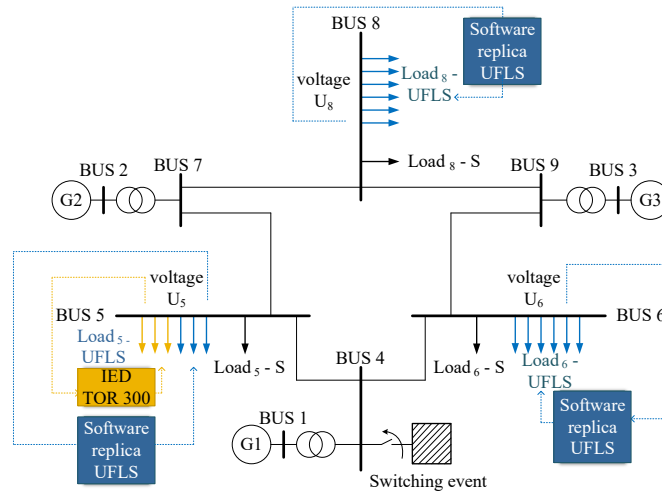 BUS 8
Software
replica
UFLS
voltage
U8
Load 8 -
UFLS
Load 8 - S
BUS 2
BUS 7
BUS 9
BUS 3
G2
G3
voltage
U5
BUS 5
Load 5 -
UFLS
Load 5 - S
IED
TOR 300
Software
replica
UFLS
voltage
U6
BUS 6
Load 6 - S
Load 6 -
UFLS
Software
replica
UFLS
BUS 4
BUS 1
G1
Switching event